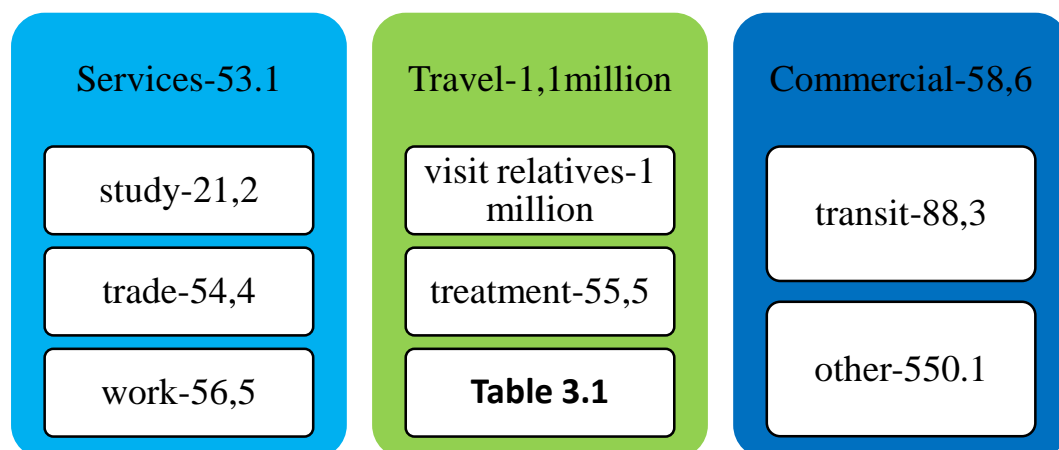 Services-53.1
study-21,2
trade-54,4
work-56,5
Travel-1,1million
visit relatives-1
million
treatment-55,5
Table 3.1
Commercial-58,6
transit-88,3
other-550.1